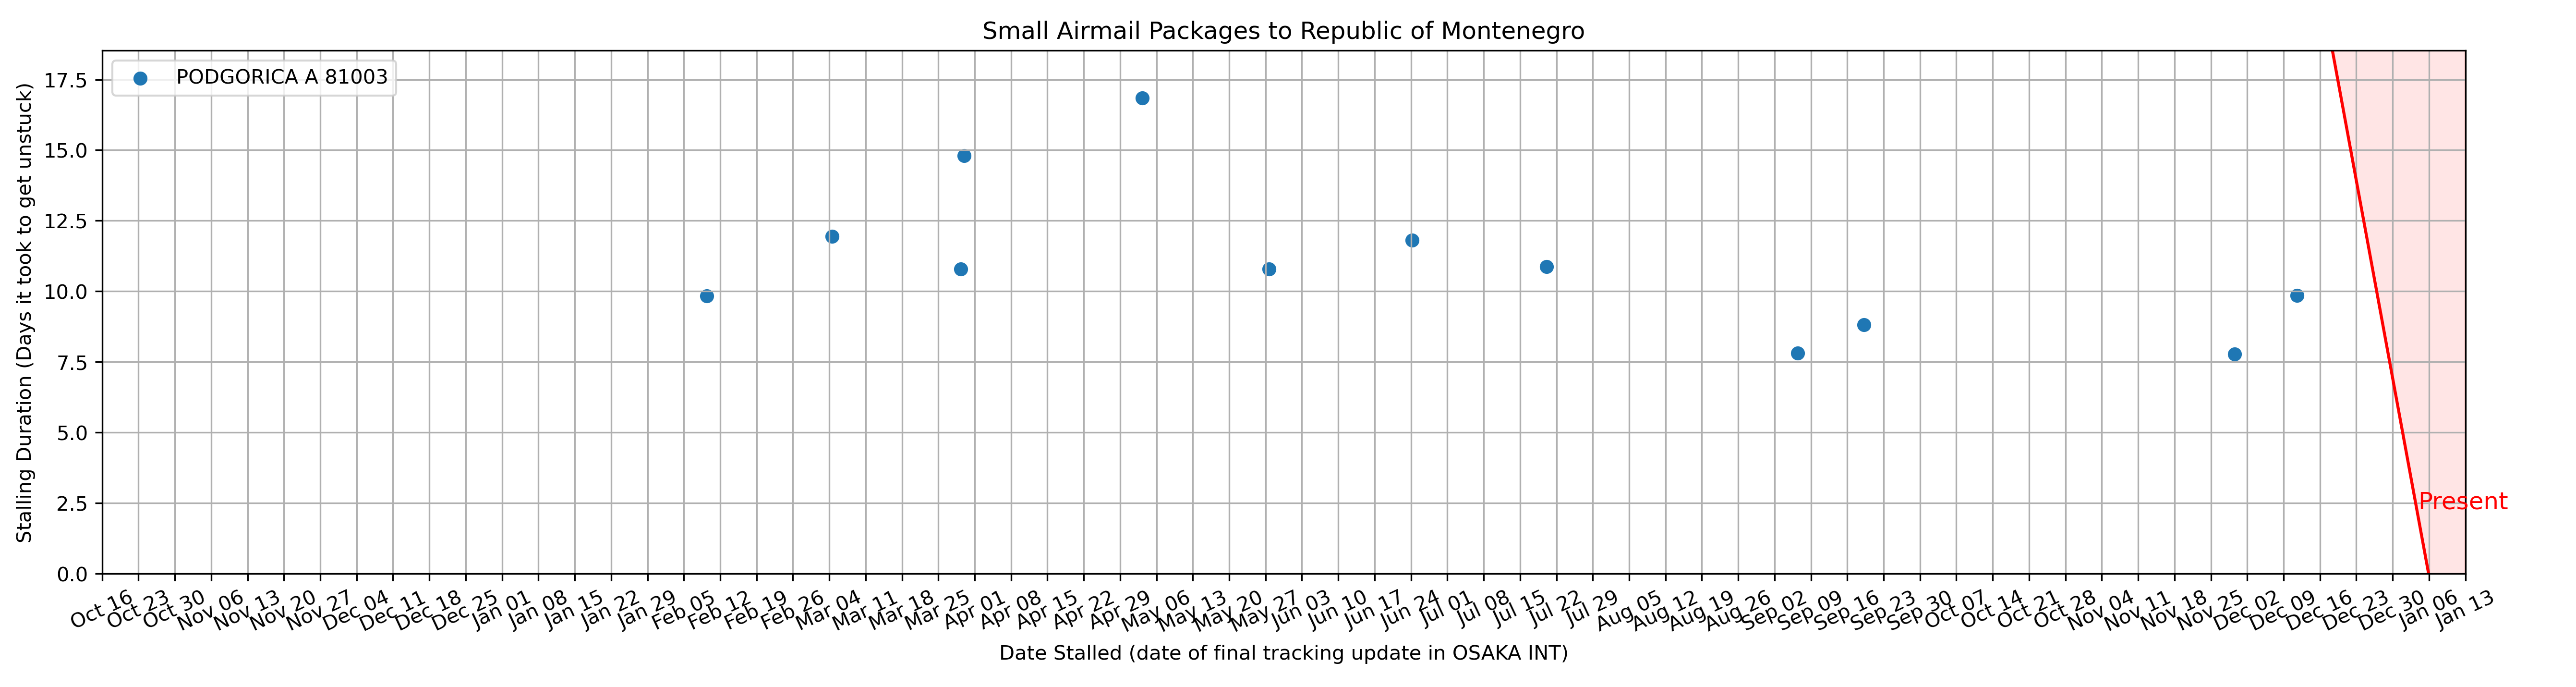 Small Airmail Packages to Republic of Montenegro
PODGORICA A 81003
Stalling Duration (Days it took to get unstuck)
17.5
15.0
12.5
10.0
7.5
5.0
2.5
0.0
Present
Oct 16 Oct 23 Oct 30 Nov 06 Nov 13 Nov 20 Nov 27 Dec 04 Dec 11 Dec 18 Dec 25 Jan 01 Jan 08 Jan 15 Jan 22 Jan 29 Feb 05 Feb 12 Feb 19 Feb 26 Mar 04 Mar 11 Mar 18 Mar 25 Apr 01 Apr 08 Apr 15 Apr 22 Apr 29 May 06 May 13 May 20 May 27 Jun 03 Jun 10 Jun 17 Jun 24 Jul 01 Jul 08 Jul 15 Jul 22 Jul 29 Aug 05 Aug 12 Aug 19 Aug 26 Sep 02 Sep 09 Sep 16 Sep 23 Sep 30 Oct 07 Oct 14 Oct 21 Oct 28 Nov 04 Nov 11 Nov 18 Nov 25 Dec 02 Dec 09 Dec 16 Dec 23 Dec 30 Jan 06 Jan 13
Date Stalled (date of final tracking update in OSAKA INT)